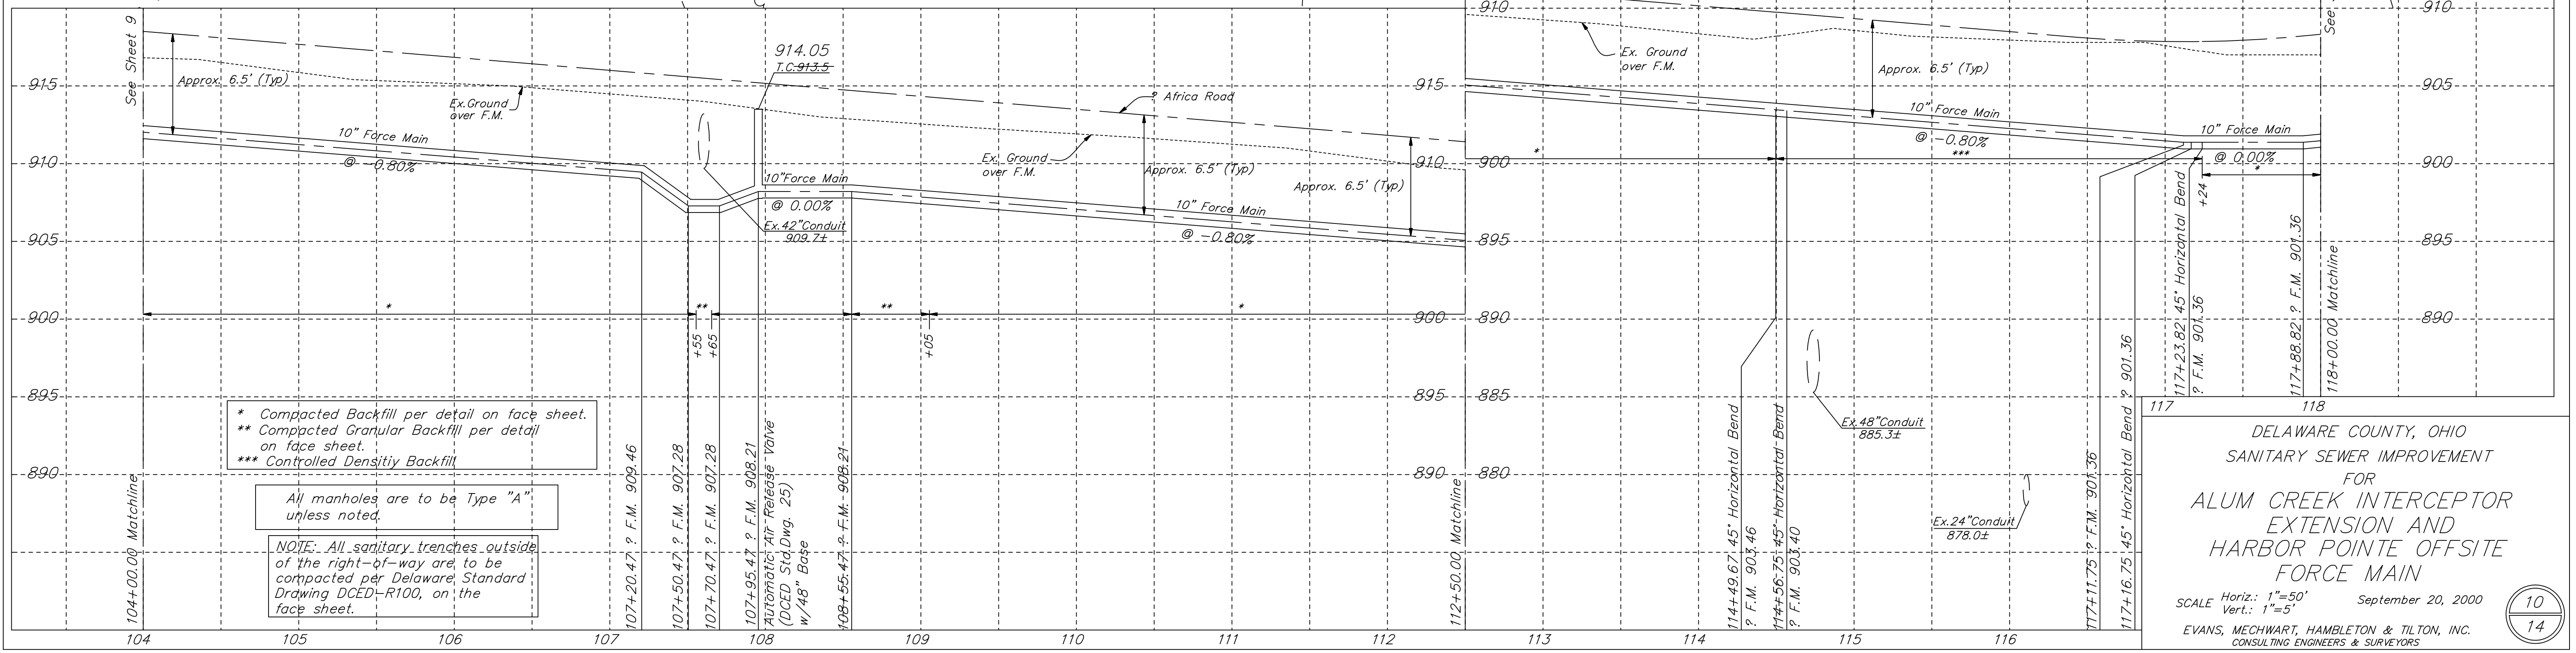 See Sheet 9
915
910
905
900
895
890
Approx. 6.5' (Typ)
Ex.Ground
over F.M.
10" Force Main
@ -0.80%
914.05
T.C.913.5
10"Force Main
@ 0.00%
Ex.42"Conduit
909.7±
? Africa Road
Ex. Ground
over F.M.
Approx. 6.5' (Typ)
Approx. 6.5' (Typ)
10" Force Main
@ -0.80%
*
**
**
*
+55
+65
+05
* Compacted Backfill per detail on face sheet.
** Compacted Granular Backfill per detail
on face sheet.
*** Controlled Densitiy Backfill
All manholes are to be Type "A"
unless noted.
NOTE: All sanitary trenches outside
of the right-of-way are to be
compacted per Delaware Standard
Drawing DCED-R100, on the
face sheet.
104+00.00 Matchline
107+20.47 ? F.M. 909.46
107+50.47 ? F.M. 907.28
107+70.47 ? F.M. 907.28
107+95.47 ? F.M. 908.21
Automatic Air Release Valve
(DCED Std.Dwg. 25)
w/48" Base
108+55.47 ? F.M. 908.21
112+50.00 Matchline
104
105
106
107
108
109
110
111
112
915
910
905
900
895
890
910
915
900
895
890
885
880
Ex. Ground
over F.M.
Approx. 6.5' (Typ)
10" Force Main
@ -0.80%
*
***
10" Force Main
@ 0.00%
*
+24
Ex.48"Conduit
885.3±
Ex.24"Conduit
878.0±
114+49.67 45° Horizontal Bend
? F.M. 903.46
114+56.75 45° Horizontal Bend
? F.M. 903.40
117+11.75 ? F.M. 901.36
117+16.75 45° Horizontal Bend ? 901.36
117+23.82 45° Horizontal Bend
? F.M. 901.36
117+88.82 ? F.M. 901.36
118+00.00 Matchline
See
910
905
900
895
890
113
114
115
116
117
118
DELAWARE COUNTY, OHIO
SANITARY SEWER IMPROVEMENT
FOR
ALUM CREEK INTERCEPTOR
EXTENSION AND
HARBOR POINTE OFFSITE
FORCE MAIN
SCALE Horiz.: 1"=50'
Vert.: 1"=5'
September 20, 2000
EVANS, MECHWART, HAMBLETON & TILTON, INC.
CONSULTING ENGINEERS & SURVEYORS
10
14